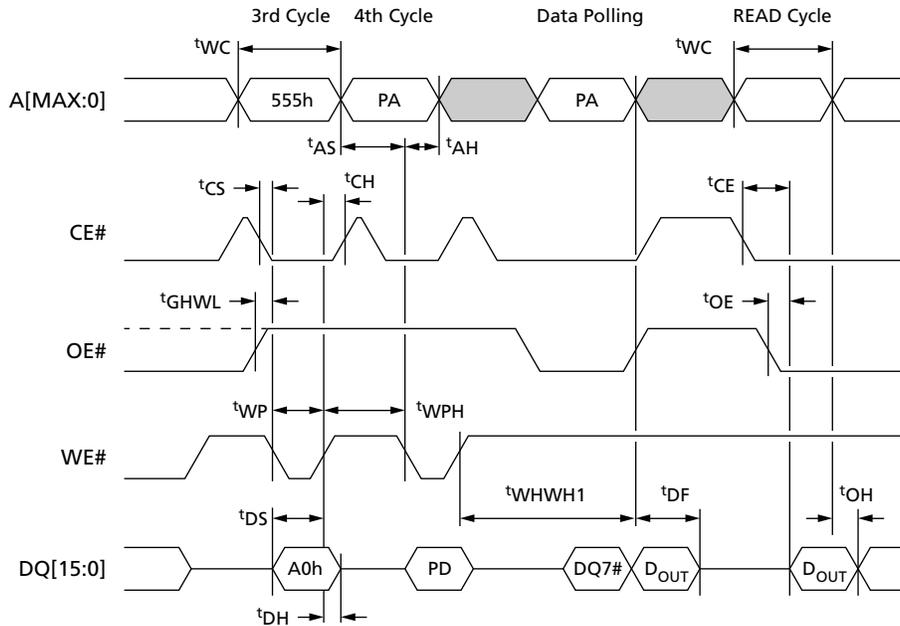 3rd Cycle 4th Cycle Data Polling READ Cycle
tWC tWC
A[MAX:0] 555h PA PA
tAS tAH
tCS tCH tCE
CE#
tGHWL tOE
OE#
tWP tWPH
WE#
tWHWH1 tDF tOH
tDS
DQ[15:0] A0h PD DQ7# DOUT DOUT
tDH